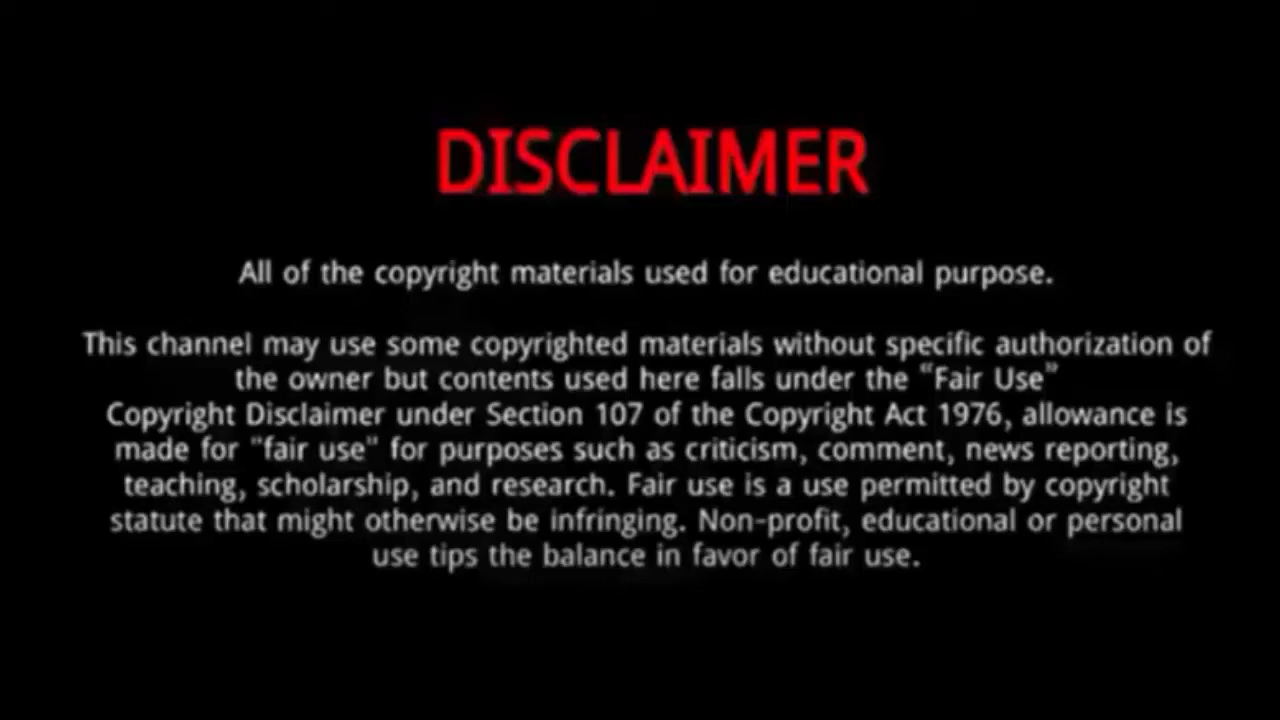 DISCLAIMER
All of the copyright materials used for educational purpose.
This channel may use some copyrighted materials without specific authorization of
the owner but contents used here falls under the “Fair Use”
Copyright Disclaimer under Section 107 of the Copyright Act 1976, allowance is
made for "fair use" for purposes such as criticism, comment, news reporting,
teaching, scholarship, and research. Fair use is a use permitted by copyright
statute that might otherwise be infringing. Non-profit, educational or personal
use tips the balance in favor of fair use.